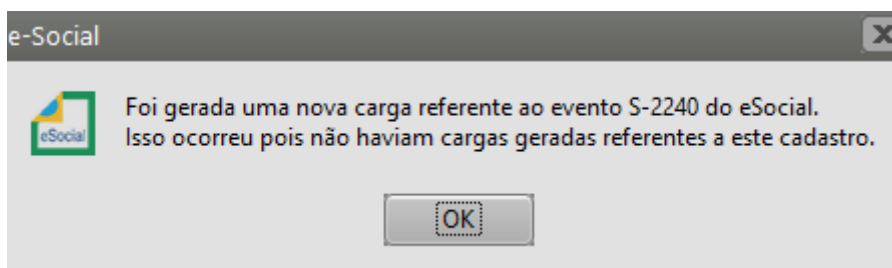 e-Social
Foi gerada uma nova carga referente ao evento S-2240 do eSocial.
eSocial
Isso ocorreu pois não haviam cargas geradas referentes a este cadastro.
OK